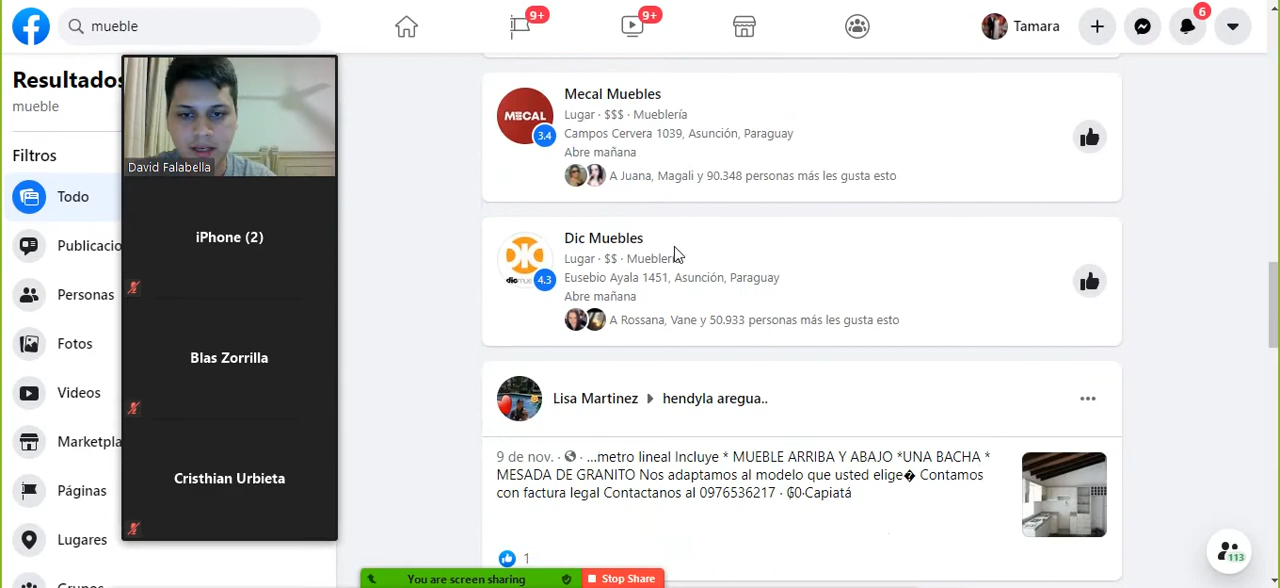 mueble
9+
9+
Tamara
6
Resultados
mueble
Filtros
Todo
Publicacio
Personas
Fotos
Videos
Marketpla
Páginas
Lugares
Grupos
David Falabella
iPhone (2)
Blas Zorrilla
Cristhian Urbieta
MECAL
3.4
Mecal Muebles
Lugar · $$$ · Mueblería
Campos Cervera 1039, Asunción, Paraguay
Abre mañana
A Juana, Magali y 90.348 personas más les gusta esto
4.3
Dic Muebles
Lugar · $$ · Mueblería
Eusebio Ayala 1451, Asunción, Paraguay
Abre mañana
A Rossana, Vane y 50.933 personas más les gusta esto
Lisa Martinez ▶ hendyla aregua..
9 de nov. · ...metro lineal Incluye * MUEBLE ARRIBA Y ABAJO *UNA BACHA *
MESADA DE GRANITO Nos adaptamos al modelo que usted elige� Contamos
con factura legal Contactanos al 0976536217 · ₲0·Capiatá
1
113
You are screen sharing
Stop Share